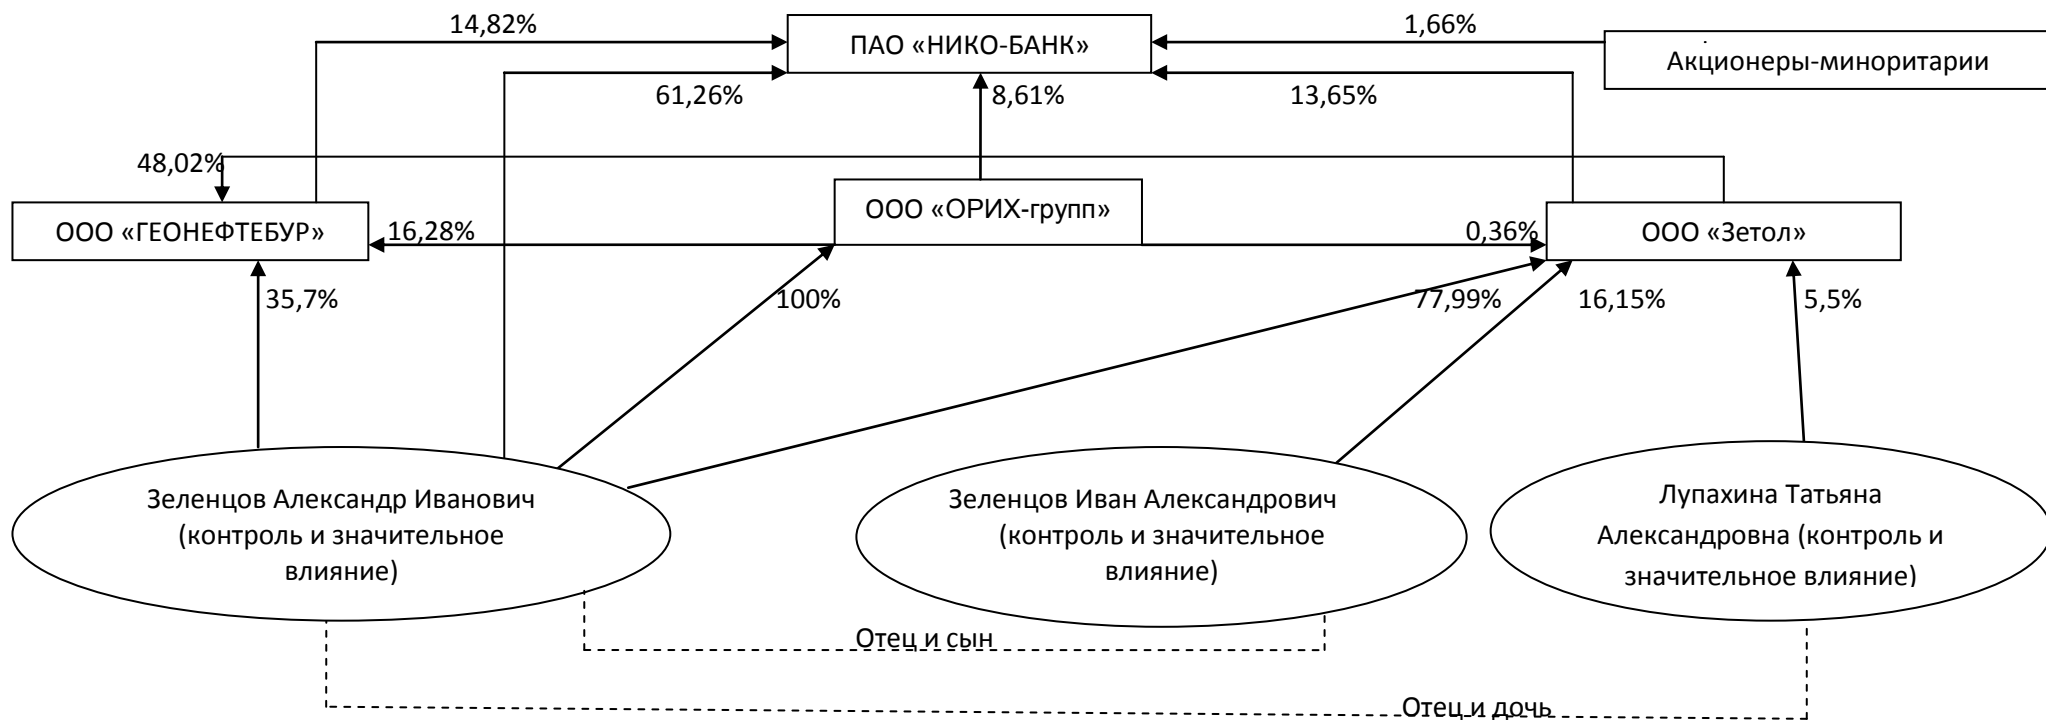 14,82%
ПАО «НИКО-БАНК»
1,66%
Акционеры-миноритарии
61,26%
8,61%
13,65%
48,02%
ООО «ГЕОНЕФТЕБУР»
16,28%
ООО «ОРИХ-групп»
0,36%
ООО «Зетол»
35,7%
100%
77,99%
16,15%
5,5%
Зеленцов Александр Иванович
(контроль и значительное
влияние)
Зеленцов Иван Александрович
(контроль и значительное
влияние)
Лупахина Татьяна
Александровна (контроль и
значительное влияние)
Отец и сын
Отец и дочь